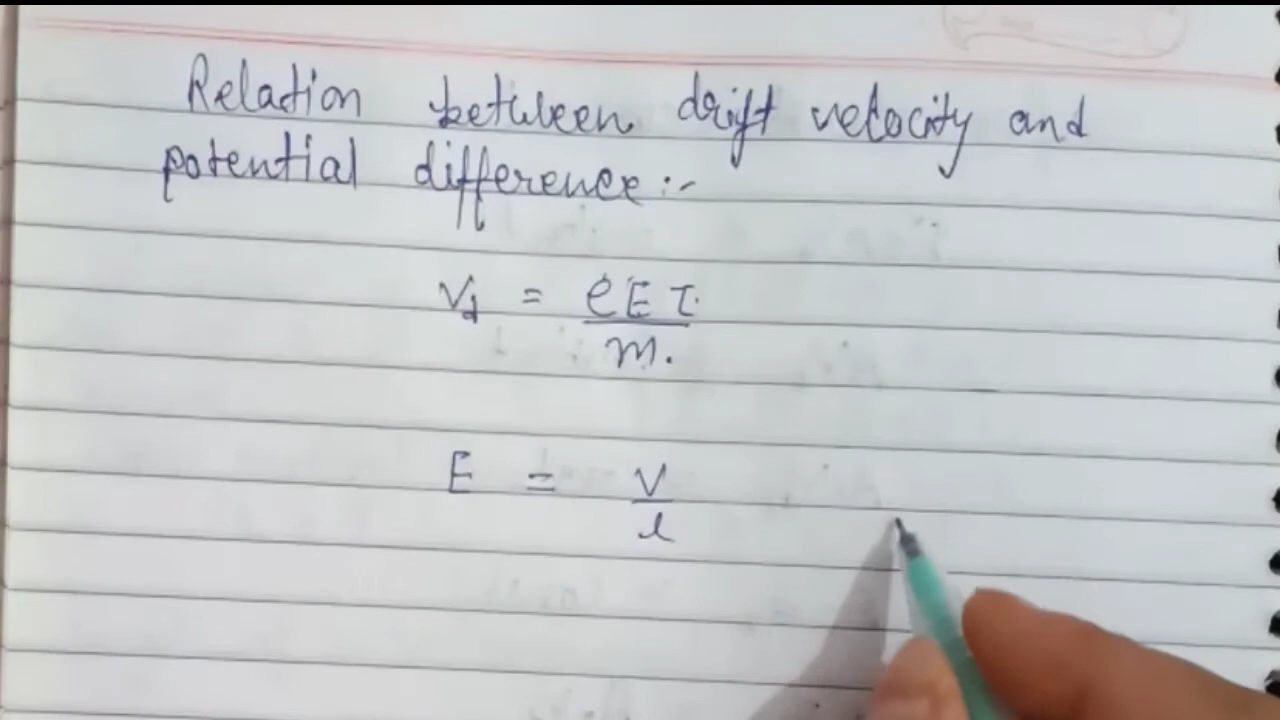 Relation between drift velocity and
potential difference :-
Vd = eEτ
m.
E = V
l